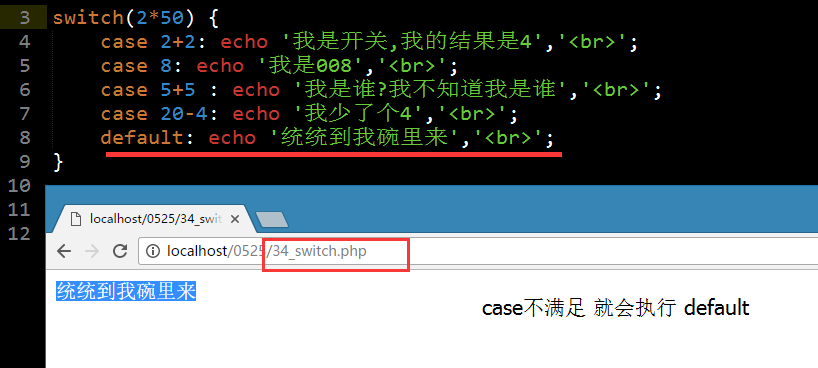 3 switch(2*50) {
4 case 2+2: echo '我是开关,我的结果是4','<br>';
5 case 8: echo '我是008','<br>';
6 case 5+5 : echo '我是谁?我不知道我是谁','<br>';
7 case 20-4: echo '我少了个4','<br>';
8 default: echo '统统到我碗里来','<br>';
9 }
10
11
12
localhost/0525/34_swit
localhost/0525/34_switch.php
统统到我碗里来
case不满足 就会执行 default